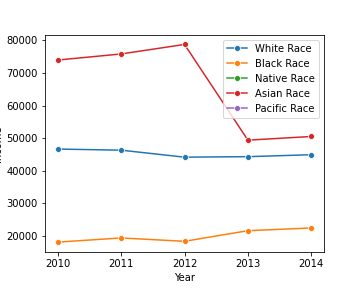 80000
70000
60000
50000
40000
30000
20000
White Race
Black Race
Native Race
Asian Race
Pacific Race
2010 2011 2012 2013 2014
Year